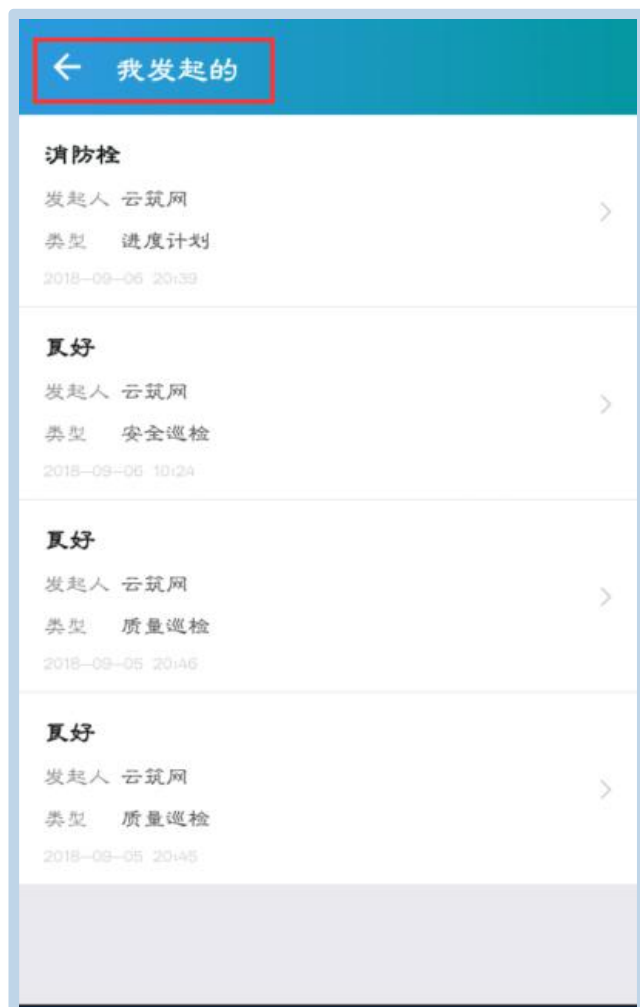 我发起的
消防栓
发起人 云筑网
类型 进度计划
2018-09-06 20:39
良好
发起人 云筑网
类型 安全巡检
2018-09-06 10:24
良好
发起人 云筑网
类型 质量巡检
2018-09-05 20:46
良好
发起人 云筑网
类型 质量巡检
2018-09-05 20:45